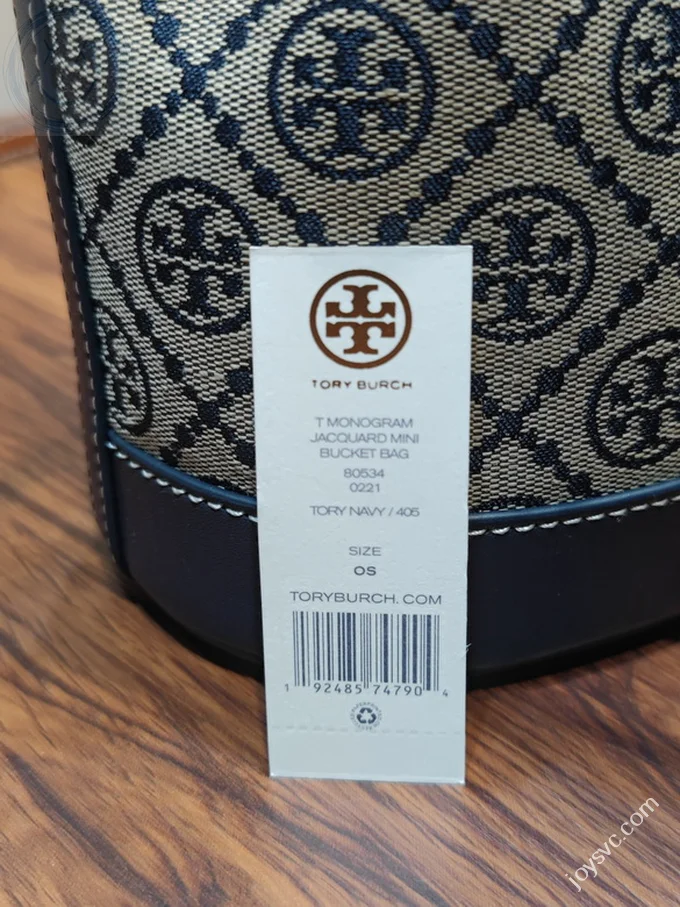 TORY BURCH
T MONOGRAM
JACQUARD MINI
BUCKET BAG
80534
0221
TORY NAVY / 405
SIZE
OS
TORYBURCH.COM
1 92485 74790 4
joysvc.com